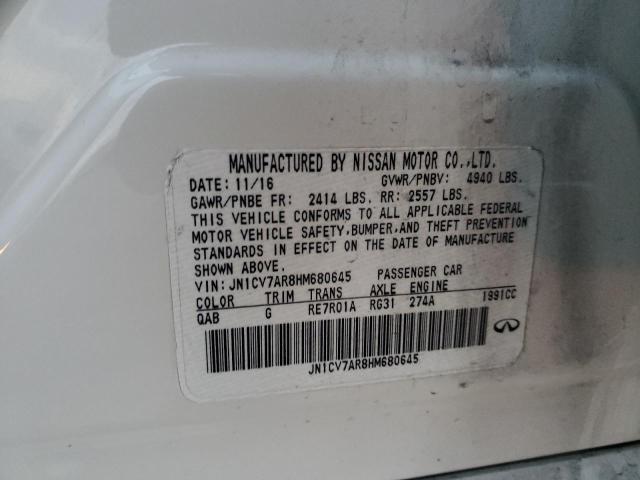 MANUFACTURED BY NISSAN MOTOR CO.,LTD.
DATE: 11/16 GVWR/PNBV: 4940 LBS.
GAWR/PNBE FR: 2414 LBS. RR: 2557 LBS.
THIS VEHICLE CONFORMS TO ALL APPLICABLE FEDERAL
MOTOR VEHICLE SAFETY, BUMPER, AND THEFT PREVENTION
STANDARDS IN EFFECT ON THE DATE OF MANUFACTURE
SHOWN ABOVE.
VIN: JN1CV7AR8HM680645 PASSENGER CAR
COLOR TRIM TRANS AXLE ENGINE
QAB G RE7R01A RG31 274A 1991CC
JN1CV7AR8HM680645